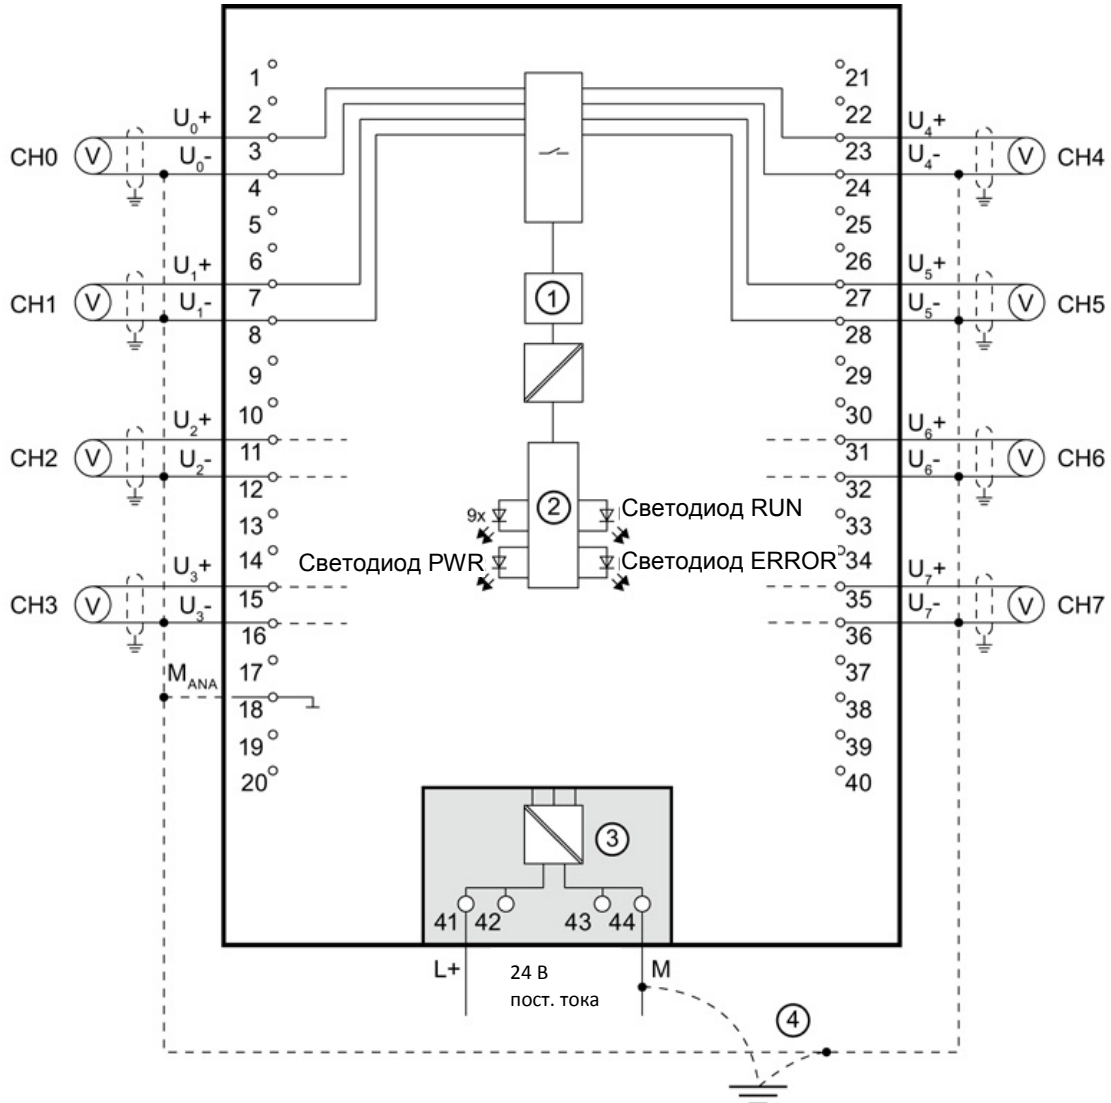 1
21
2
22
U0+
U4+
CH0
V
3
23
V
CH4
U0-
U4-
4
24
5
25
6
26
U1+
U5+
CH1
V
7
1
27
V
CH5
U1-
U5-
8
28
9
29
10
30
U2+
U6+
CH2
V
11
31
V
CH6
U2-
U6-
12
32
9x
2
Светодиод RUN
13
33
14
34
Светодиод PWR
Светодиод ERROR
U3+
U7+
CH3
V
15
35
V
CH7
U3-
U7-
16
36
17
37
MANA
18
38
19
39
20
40
3
41 42
43 44
L+
24 В
M
пост. тока
4